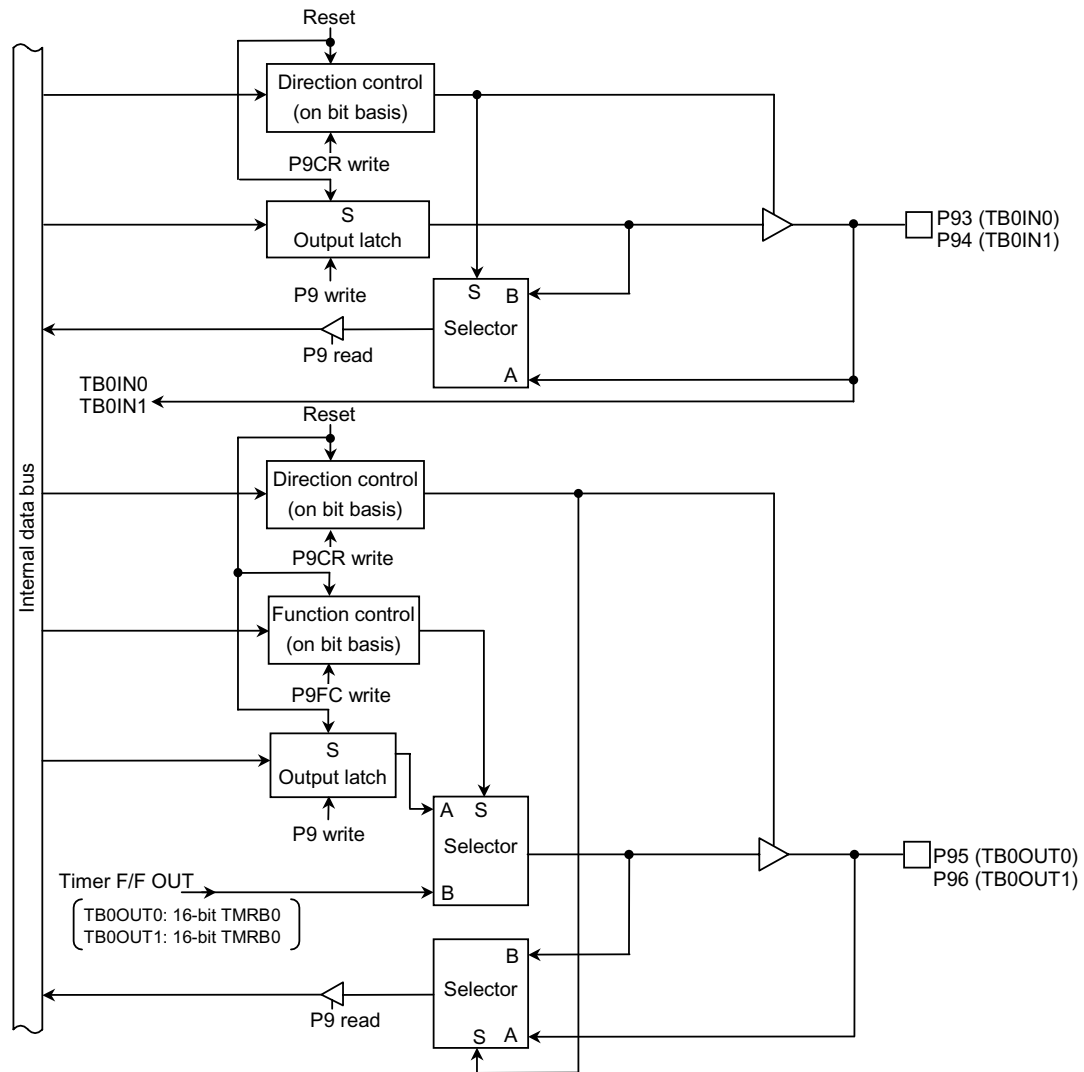 Reset
Direction control
(on bit basis)
P9CR write
S
Output latch
P9 write
P93 (TB0IN0)
P94 (TB0IN1)
S
B
Selector
A
P9 read
TB0IN0
TB0IN1
Internal data bus
Reset
Direction control
(on bit basis)
P9CR write
Function control
(on bit basis)
P9FC write
S
Output latch
P9 write
A
S
Selector
B
Timer F/F OUT
TB0OUT0: 16-bit TMRB0
TB0OUT1: 16-bit TMRB0
P95 (TB0OUT0)
P96 (TB0OUT1)
B
Selector
S
A
P9 read